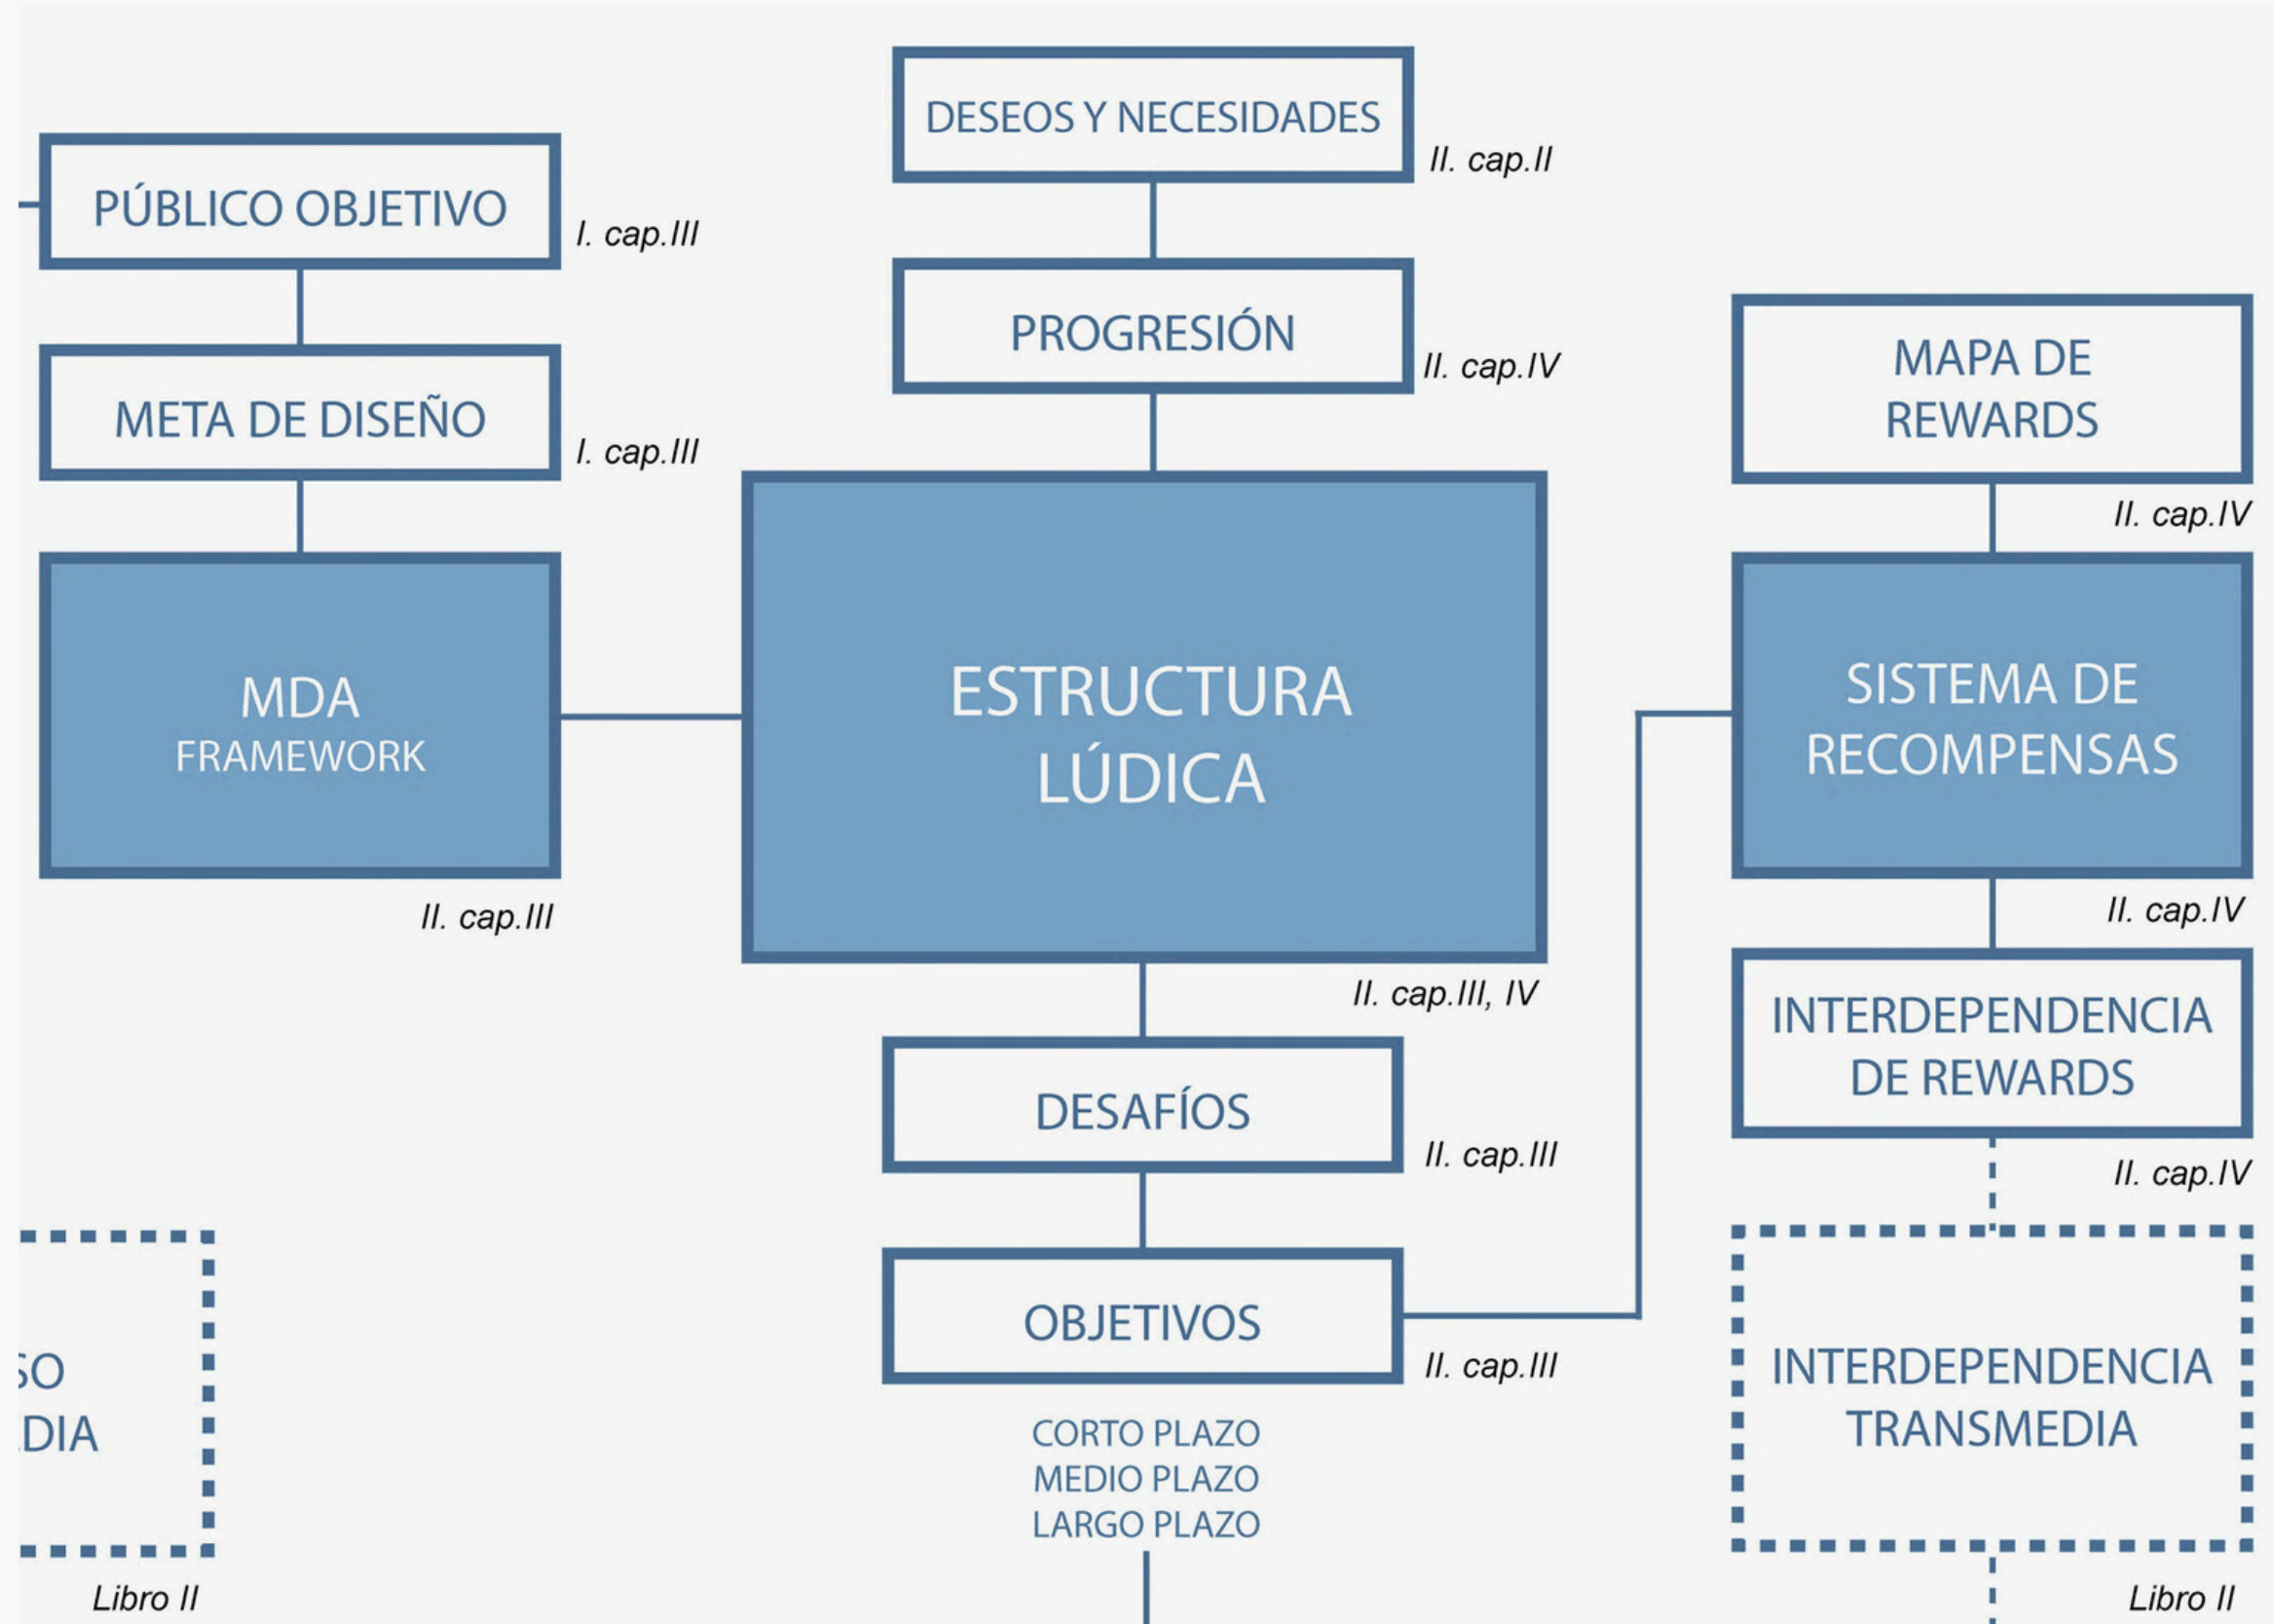 PÚBLICO OBJETIVO
I. cap.III
META DE DISEÑO
I. cap.III
MDA
FRAMEWORK
II. cap.III
DESEOS Y NECESIDADES
II. cap.II
PROGRESIÓN
II. cap.IV
ESTRUCTURA
LÚDICA
II. cap.III, IV
DESAFÍOS
II. cap.III
OBJETIVOS
II. cap.III
CORTO PLAZO
MEDIO PLAZO
LARGO PLAZO
MAPA DE
REWARDS
II. cap.IV
SISTEMA DE
RECOMPENSAS
II. cap.IV
INTERDEPENDENCIA
DE REWARDS
II. cap.IV
INTERDEPENDENCIA
TRANSMEDIA
Libro II
DIA
Libro II